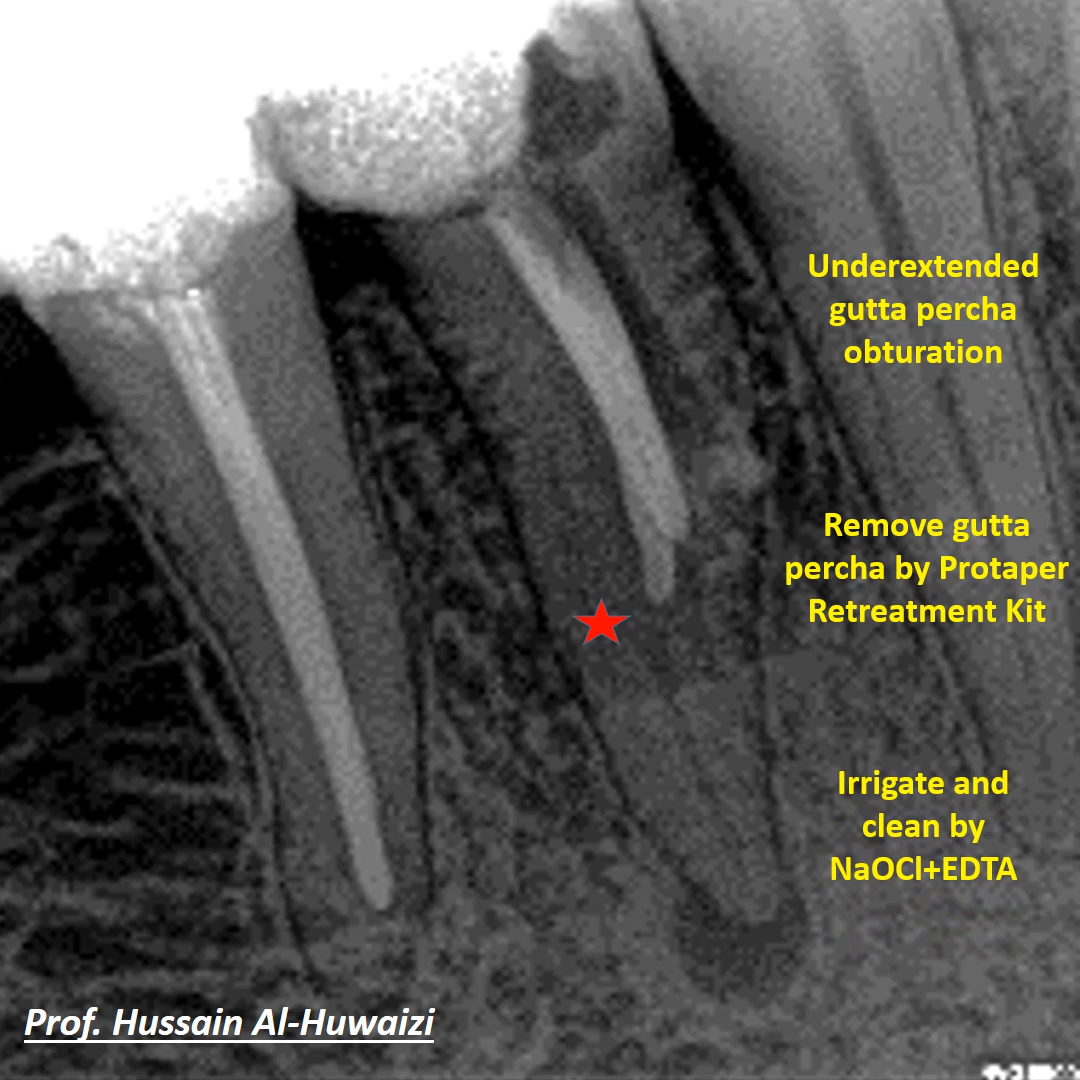 Underextended
gutta percha
obturation
Remove gutta
percha by Protaper
Retreatment Kit
Irrigate and
clean by
NaOCl+EDTA
Prof. Hussain Al-Huwaizi